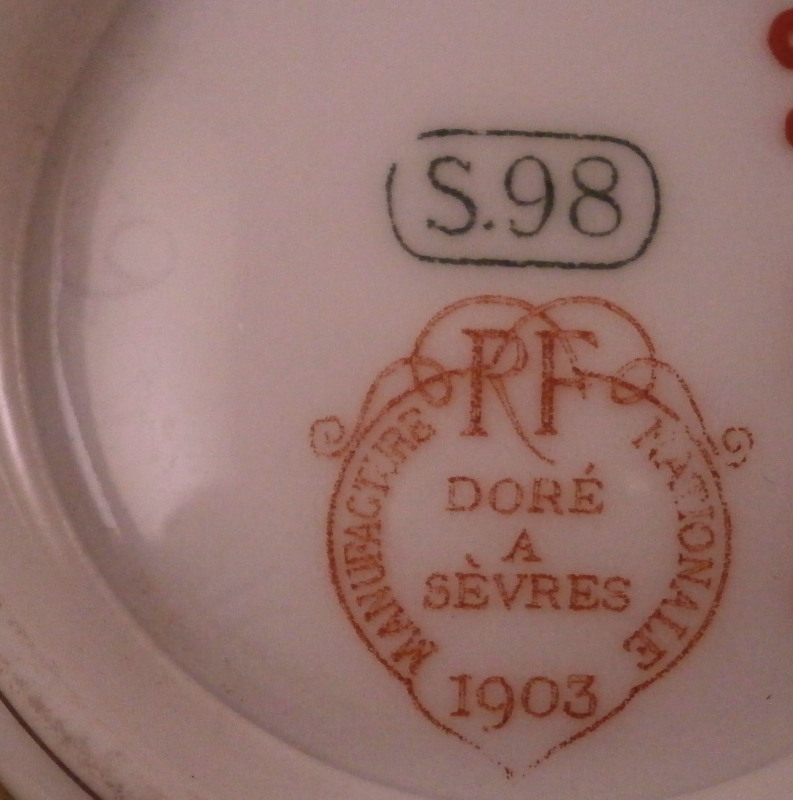 S.98
RF
MANUFACTURE NATIONALE
DORÉ
A
SÈVRES
1903